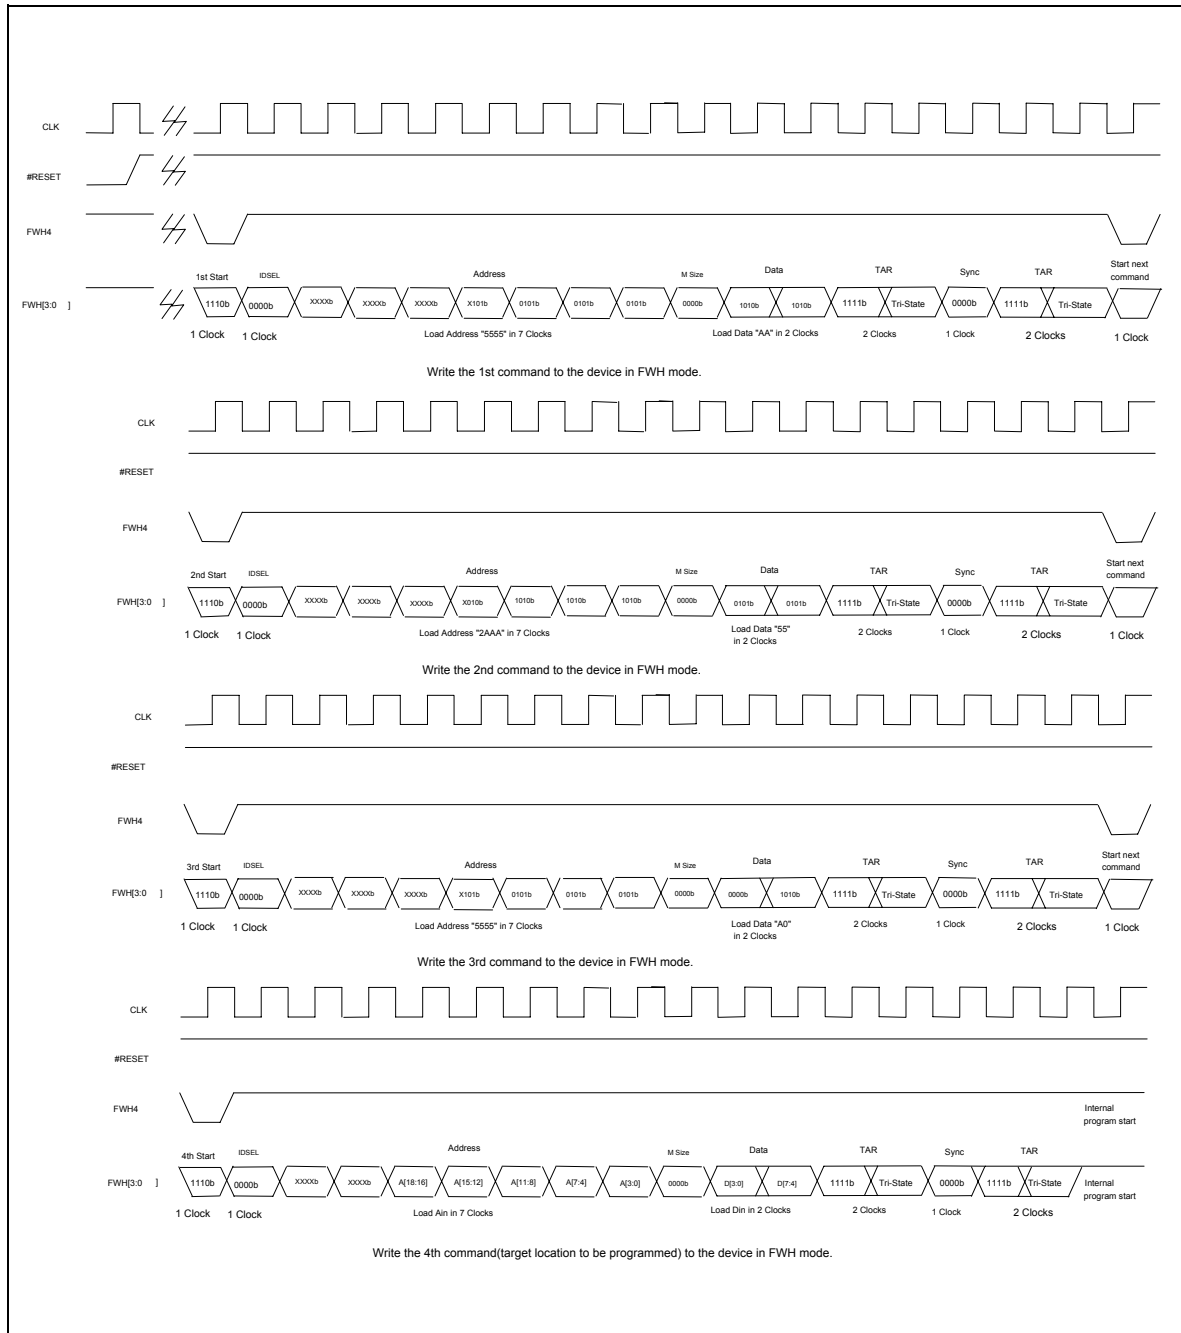 CLK
#RESET
FWH4
1st Start IDSEL Address M Size Data TAR Sync TAR Start next
command
FWH[3:0 ] 1110b 0000b XXXXb XXXXb XXXXb X101b 0101b 0101b 0101b 0000b 1010b 1010b 1111b Tri-State 0000b 1111b Tri-State
1 Clock 1 Clock Load Address "5555" in 7 Clocks Load Data "AA" in 2 Clocks 2 Clocks 1 Clock 2 Clocks 1 Clock
Write the 1st command to the device in FWH mode.
CLK
#RESET
FWH4
2nd Start IDSEL Address M Size Data TAR Sync TAR Start next
command
FWH[3:0 ] 1110b 0000b XXXXb XXXXb XXXXb X010b 1010b 1010b 1010b 0000b 0101b 0101b 1111b Tri-State 0000b 1111b Tri-State
1 Clock 1 Clock Load Address "2AAA" in 7 Clocks Load Data "55" 2 Clocks 1 Clock 2 Clocks 1 Clock
in 2 Clocks
Write the 2nd command to the device in FWH mode.
CLK
#RESET
FWH4
3rd Start IDSEL Address M Size Data TAR Sync TAR Start next
command
FWH[3:0 ] 1110b 0000b XXXXb XXXXb XXXXb X101b 0101b 0101b 0101b 0000b 0000b 1010b 1111b Tri-State 0000b 1111b Tri-State
1 Clock 1 Clock Load Address "5555" in 7 Clocks Load Data "A0" 2 Clocks 1 Clock 2 Clocks 1 Clock
in 2 Clocks
Write the 3rd command to the device in FWH mode.
CLK
#RESET
FWH4 Internal
program start
4th Start IDSEL Address M Size Data TAR Sync TAR
FWH[3:0 ] 1110b 0000b XXXXb XXXXb A[18:16] A[15:12] A[11:8] A[7:4] A[3:0] 0000b D[3:0] D[7:4] 1111b Tri-State 0000b 1111b Tri-State Internal
program start
1 Clock 1 Clock Load Ain in 7 Clocks Load Din in 2 Clocks 2 Clocks 1 Clock 2 Clocks
Write the 4th command(target location to be programmed) to the device in FWH mode.